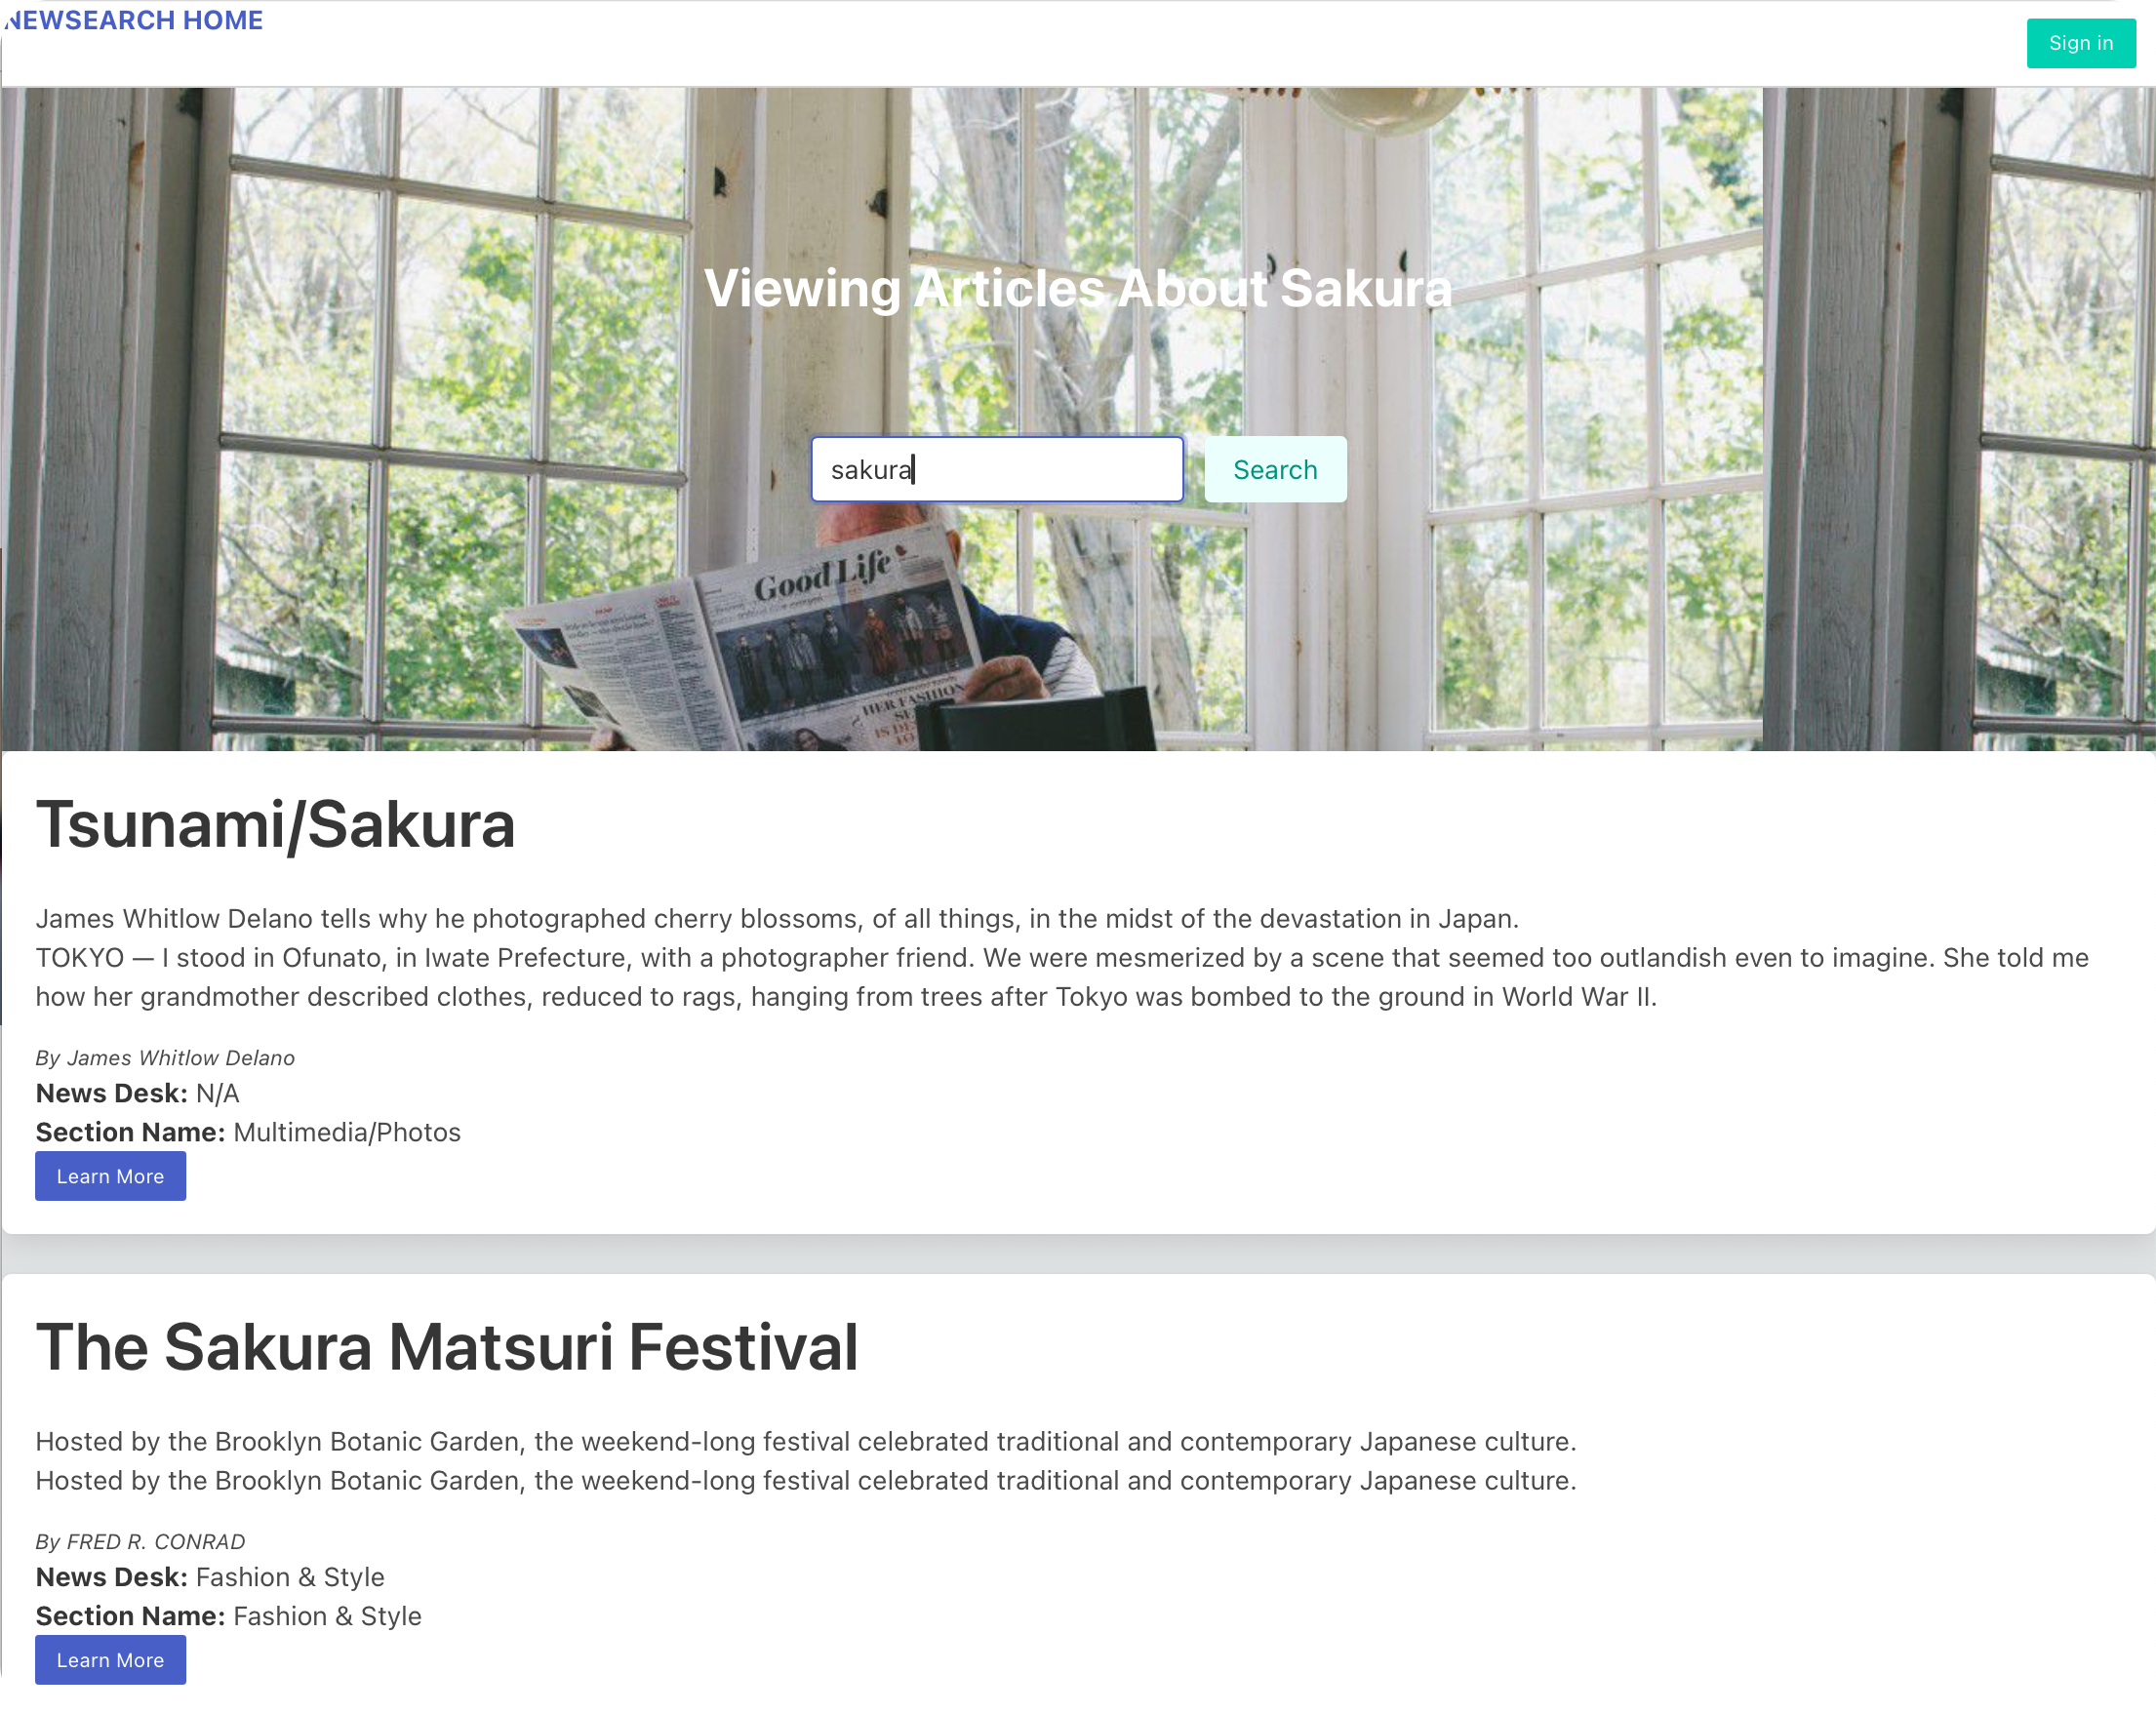 NEWSEARCH HOME
Sign in
Viewing Articles About Sakura
sakura
Search
Good Life
HER FASHION
Tsunami/Sakura
James Whitlow Delano tells why he photographed cherry blossoms, of all things, in the midst of the devastation in Japan.
TOKYO — I stood in Ofunato, in Iwate Prefecture, with a photographer friend. We were mesmerized by a scene that seemed too outlandish even to imagine. She told me
how her grandmother described clothes, reduced to rags, hanging from trees after Tokyo was bombed to the ground in World War II.
By James Whitlow Delano
News Desk: N/A
Section Name: Multimedia/Photos
Learn More
The Sakura Matsuri Festival
Hosted by the Brooklyn Botanic Garden, the weekend-long festival celebrated traditional and contemporary Japanese culture.
Hosted by the Brooklyn Botanic Garden, the weekend-long festival celebrated traditional and contemporary Japanese culture.
By FRED R. CONRAD
News Desk: Fashion & Style
Section Name: Fashion & Style
Learn More